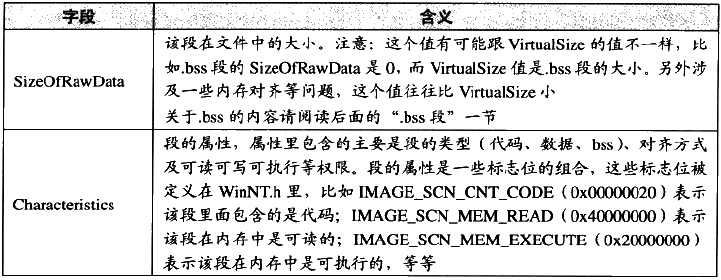 字段
含义
SizeOfRawData
该段在文件中的大小。注意：这个值有可能跟 VirtualSize 的值不一样，比
如.bss 段的 SizeOfRawData 是 0，而 VirtualSize 值是.bss 段的大小。另外涉
及一些内存对齐等问题，这个值往往比 VirtualSize 小
关于.bss 的内容请阅读后面的“.bss 段”一节
Characteristics
段的属性，属性里包含的主要是段的类型（代码、数据、bss）、对齐方式
及可读可写可执行等权限。段的属性是一些标志位的组合，这些标志位被
定义在 WinNT.h 里，比如 IMAGE_SCN_CNT_CODE（0x00000020）表示
该段里面包含的是代码；IMAGE_SCN_MEM_READ（0x40000000）表示
该段在内存中是可读的；IMAGE_SCN_MEM_EXECUTE（0x20000000）
表示该段在内存中是可执行的，等等